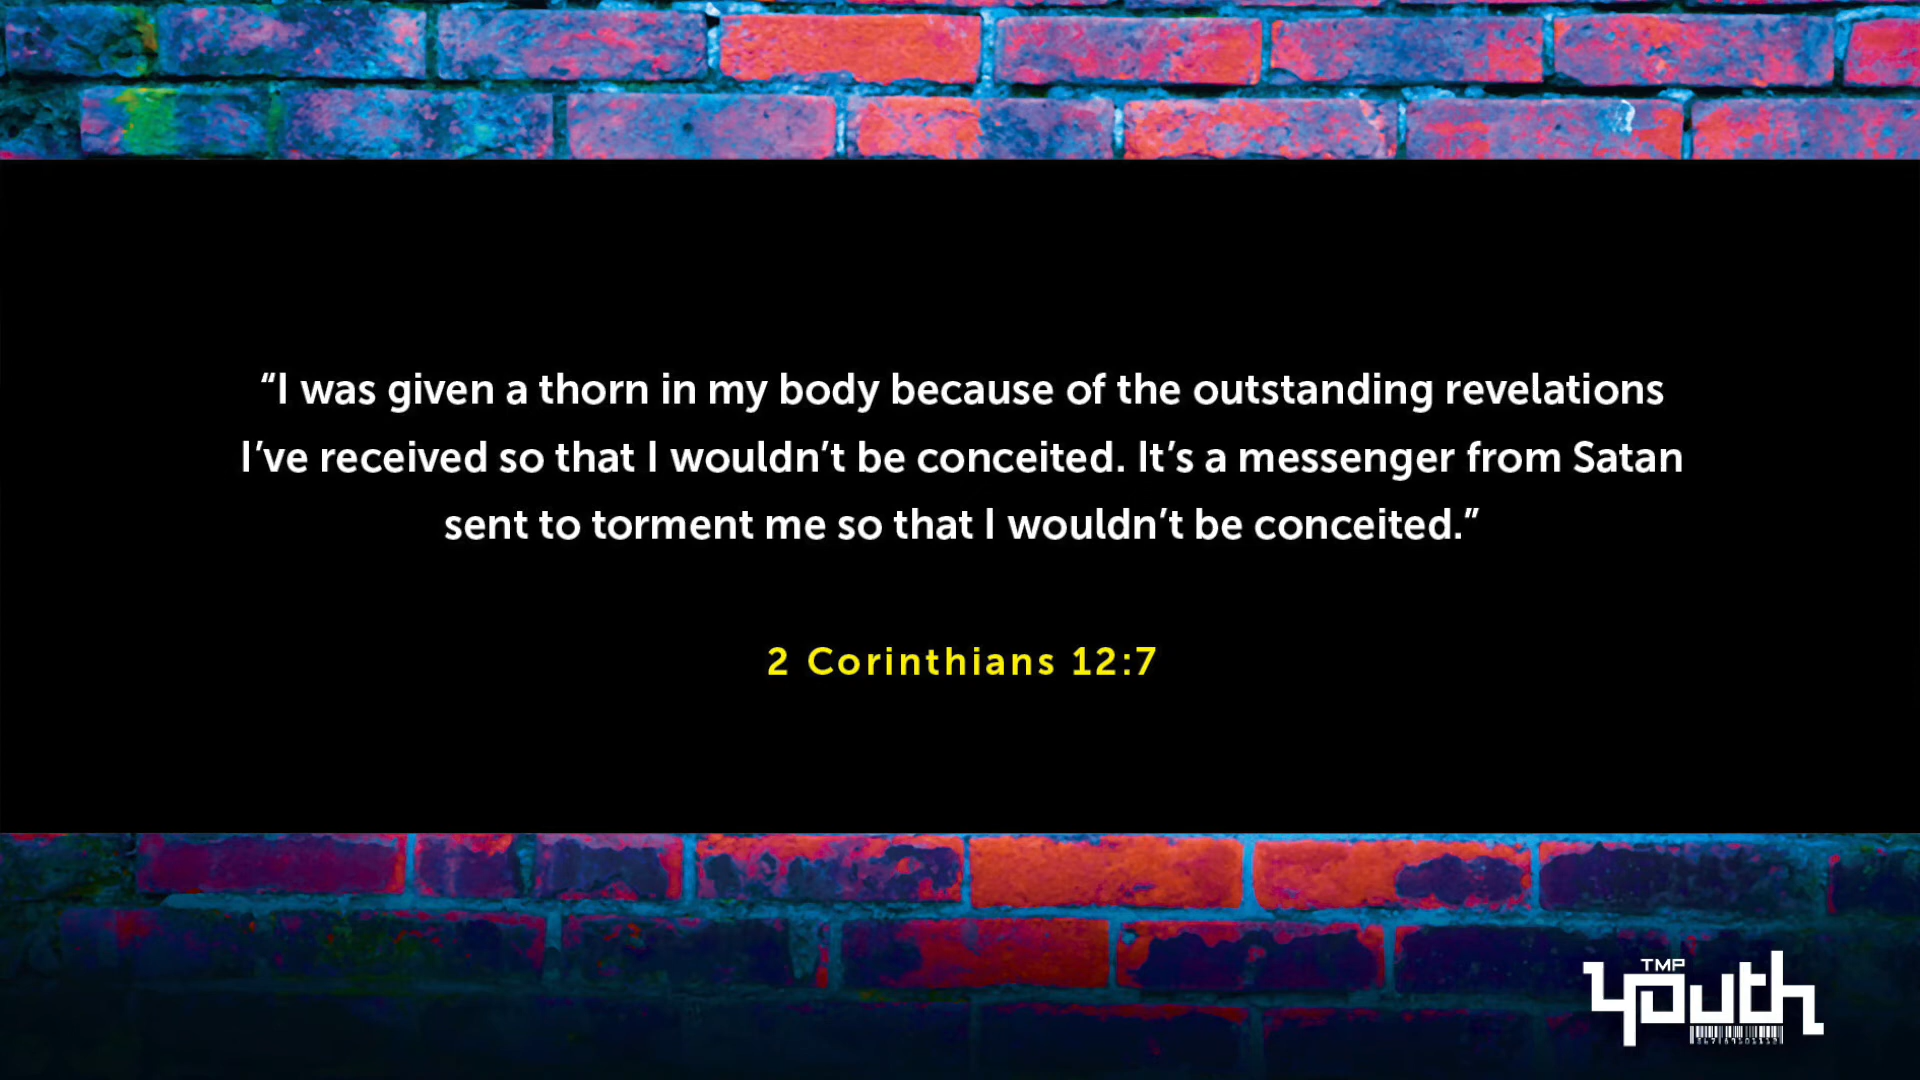 “I was given a thorn in my body because of the outstanding revelations
I’ve received so that I wouldn’t be conceited. It’s a messenger from Satan
sent to torment me so that I wouldn’t be conceited.”
2 Corinthians 12:7
TMP
youth